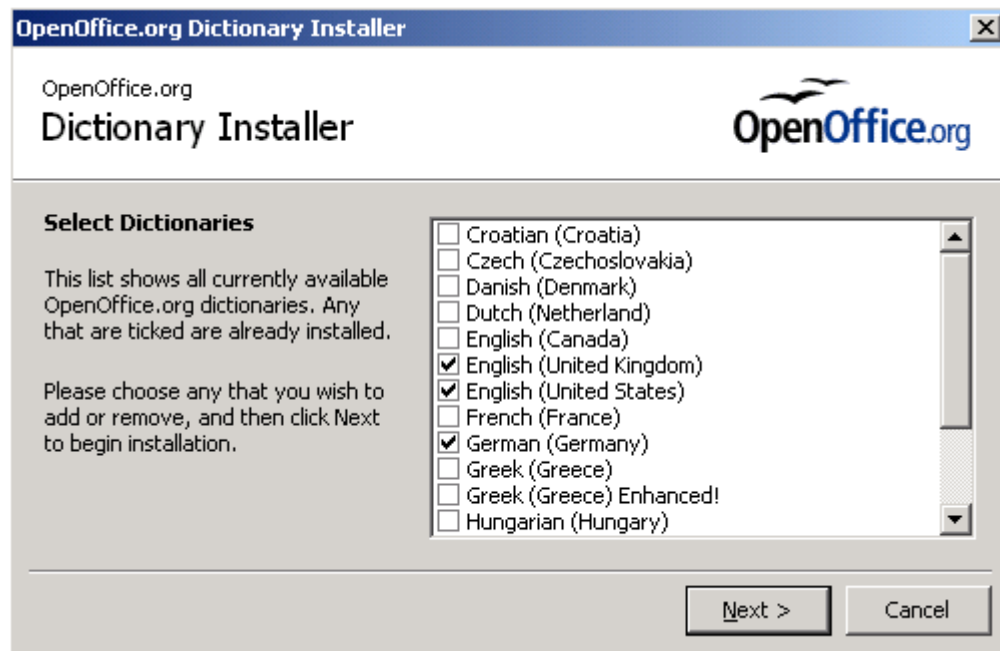 OpenOffice.org Dictionary Installer
OpenOffice.org
Dictionary Installer
OpenOffice.org
Select Dictionaries
This list shows all currently available
OpenOffice.org dictionaries. Any
that are ticked are already installed.
Please choose any that you wish to
add or remove, and then click Next
to begin installation.
Croatian (Croatia)
Czech (Czechoslovakia)
Danish (Denmark)
Dutch (Netherland)
English (Canada)
English (United Kingdom)
English (United States)
French (France)
German (Germany)
Greek (Greece)
Greek (Greece) Enhanced!
Hungarian (Hungary)
Next >
Cancel